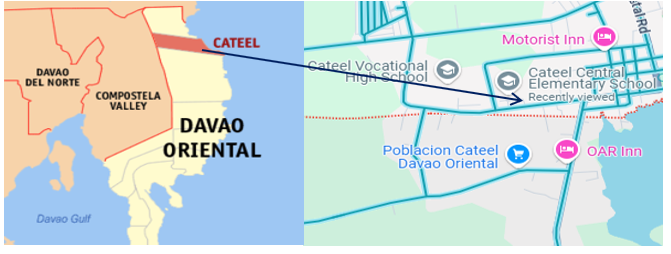 DAVAO
DEL NORTE
COMPOSTELA
VALLEY
CATEEL
DAVAO
ORIENTAL
Davao Gulf
Motorist Inn
Cateel Vocational
High School
Cateel Central
Elementary School
Recently viewed
Poblacion Cateel
Davao Oriental
OAR Inn